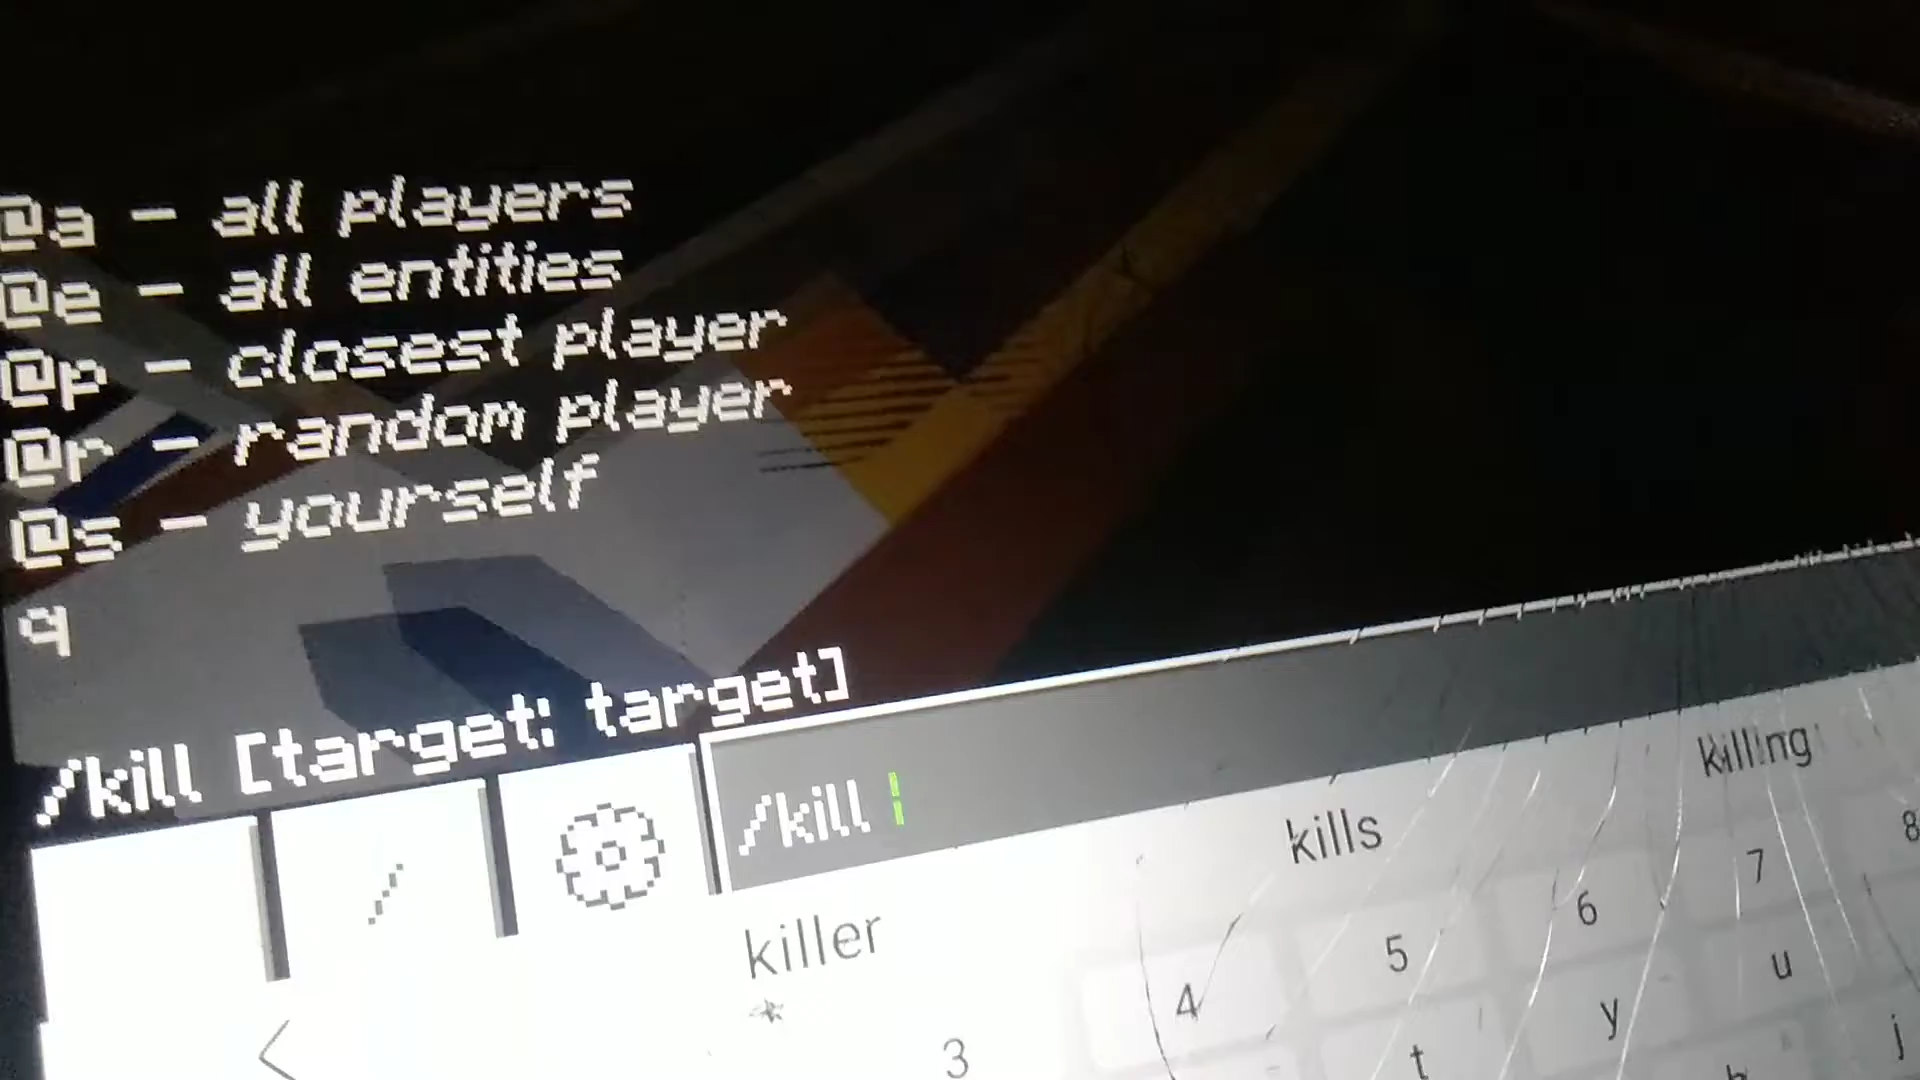 @a - all players
@e - all entities
@p - closest player
@r - random player
@s - yourself
q
/kill [target: target]
/
/kill
killer
kills
killing
3
4
5
6
7
8
t
y
u
j